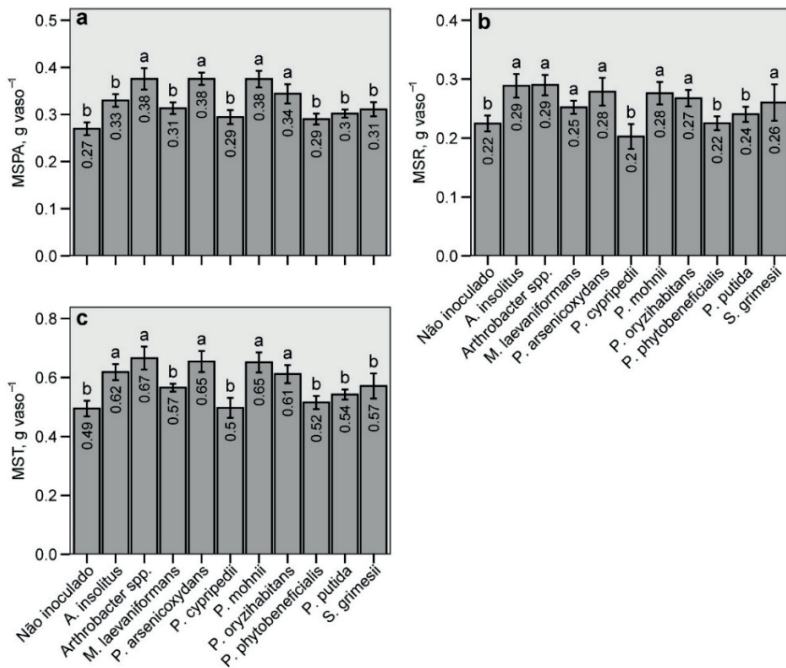 a
MSPA, g vaso⁻¹
0.5
0.4
0.3
0.2
0.1
0.0
b b a b a b a a b b b
0.27 0.33 0.38 0.31 0.38 0.29 0.38 0.34 0.29 0.3 0.31
b
MSR, g vaso⁻¹
0.4
0.3
0.2
0.1
0.0
b a a a a b a a b b a
0.22 0.29 0.29 0.25 0.28 0.2 0.28 0.27 0.22 0.24 0.26
Não inoculado
A. insolitus
Arthrobacter spp.
M. laevaniformans
P. arsenicoxydans
P. cypripedii
P. mohnii
P. oryzihabitans
P. phytobeneficialis
P. putida
S. grimesii
c
MST, g vaso⁻¹
0.8
0.6
0.4
0.2
0.0
b a a b a b a a b b b
0.49 0.62 0.67 0.57 0.65 0.5 0.65 0.61 0.52 0.54 0.57
Não inoculado
A. insolitus
Arthrobacter spp.
M. laevaniformans
P. arsenicoxydans
P. cypripedii
P. mohnii
P. oryzihabitans
P. phytobeneficialis
P. putida
S. grimesii